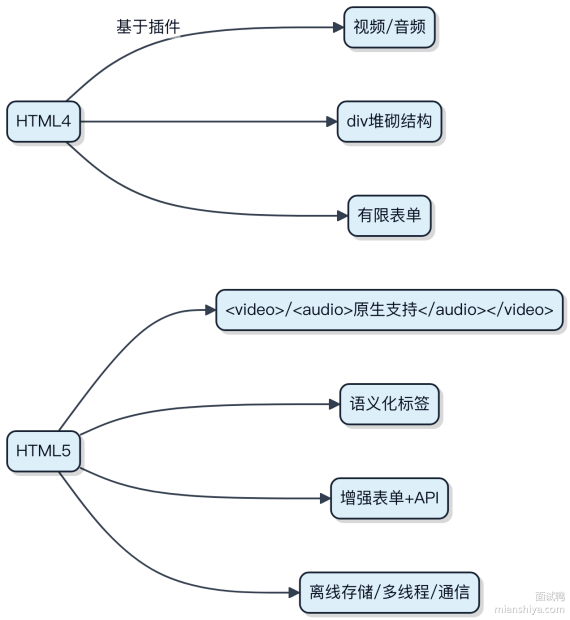 基于插件
视频/音频
HTML4
div堆砌结构
有限表单
<video>/<audio>原生支持</audio></video>
语义化标签
HTML5
增强表单+API
离线存储/多线程/通信
面试鸭
mianshiya.com